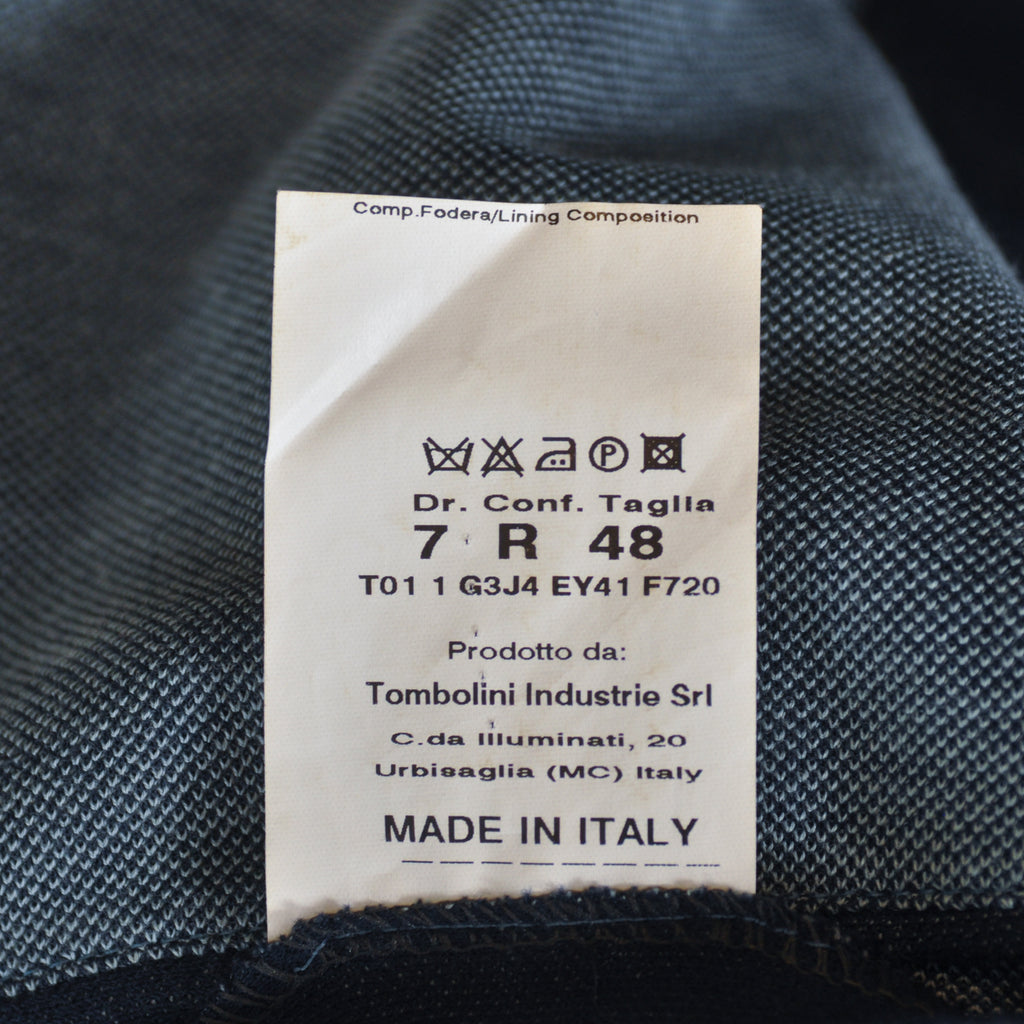 Comp.Fodera/Lining Composition
P
Dr. Conf. Taglia
7 R 48
T01 1 G3J4 EY41 F720
Prodotto da:
Tombolini Industrie Srl
C.da Illuminati, 20
Urbisaglia (MC) Italy
MADE IN ITALY